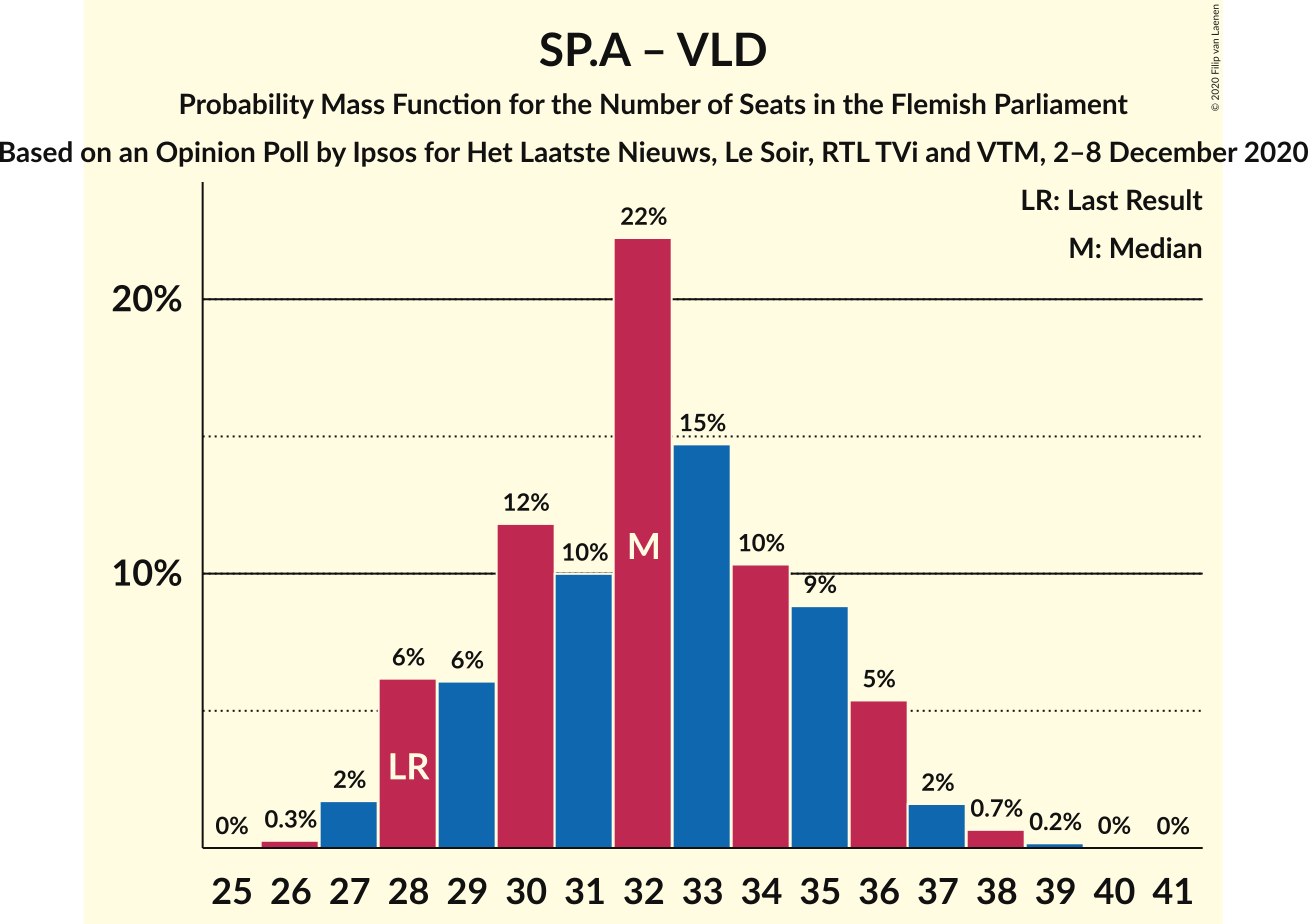 SP.A – VLD
Probability Mass Function for the Number of Seats in the Flemish Parliament
Based on an Opinion Poll by Ipsos for Het Laatste Nieuws, Le Soir, RTL TVi and VTM, 2–8 December 2020
© 2020 Filip van Laenen
LR: Last Result
M: Median
22%
20%
15%
12%
10%
M
10%
10%
9%
6%
6%
5%
LR
2%
2%
0%
0.3%
0.7%
0.2%
0%
0%
25 26 27 28 29 30 31 32 33 34 35 36 37 38 39 40 41